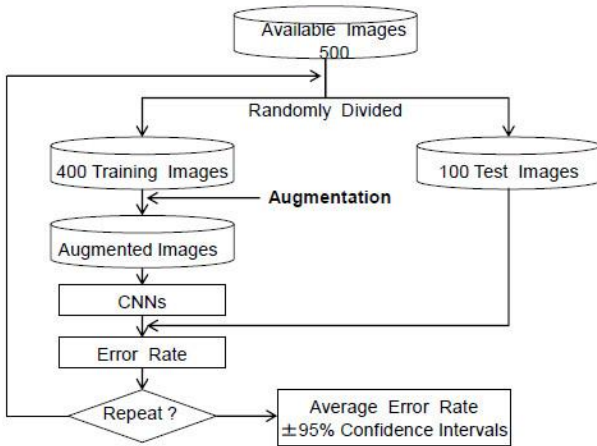 Available Images
500
Randomly Divided
400 Training Images
100 Test Images
Augmentation
Augmented Images
CNNs
Error Rate
Repeat ?
Average Error Rate
±95% Confidence Intervals